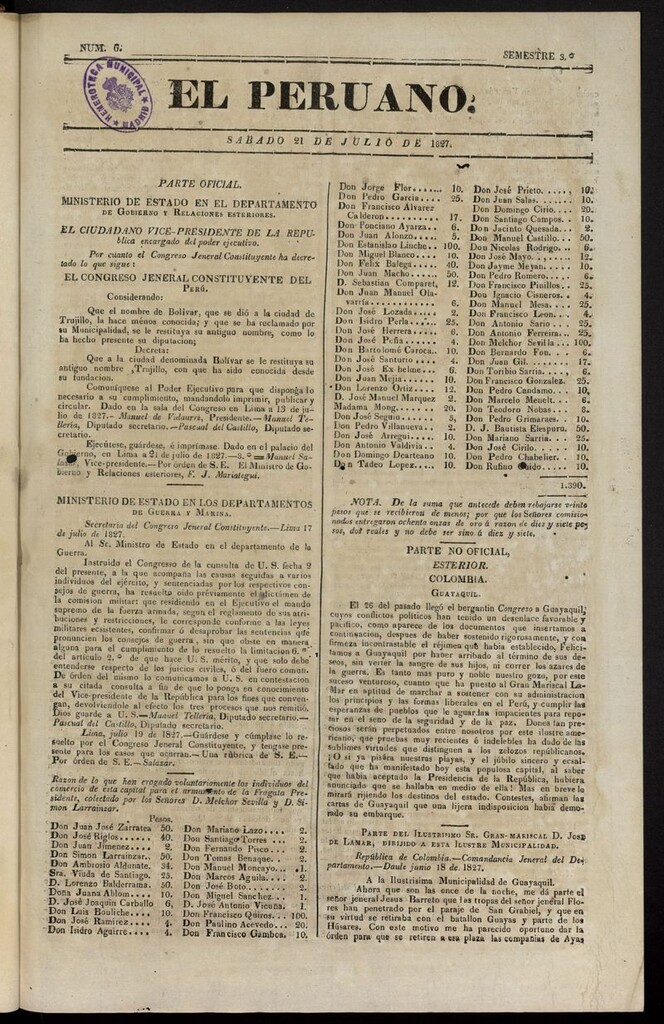 NUM. 6.
SEMESTRE 3.º
HEMEROTECA MUNICIPAL MADRID
EL PERUANO.
SABADO 21 DE JULIO DE 1827.
PARTE OFICIAL.
MINISTERIO DE ESTADO EN EL DEPARTAMENTO
DE GOBIERNO Y RELACIONES ESTERIORES.
EL CIUDADANO VICE-PRESIDENTE DE LA REPU-
blica encargado del poder ejecutivo.
Por cuanto el Congreso Jeneral Constituyente ha decre-
tado lo que sigue:
EL CONGRESO JENERAL CONSTITUYENTE DEL
PERÚ.
Considerando:
Que el nombre de Bolivar, que se dió a la ciudad de
Trujillo, la hace ménos conocida; y que se ha reclamado por
su Municipalidad, se le restituya su antiguo nombre, como lo
ha hecho presente su diputacion;
Decreta:
Que a la ciudad denominada Bolívar se le restituya su
antiguo nombre, Trujillo, con que ha sido conocida desde
su fundacion.
Comuníquese al Poder Ejecutivo para que disponga lo
necesario a su cumplimiento, mandandolo imprimir, publicar y
circular. Dado en la sala del Congreso en Lima a 19 de ju-
lio de 1827.—Manuel de Vidaurre, Presidente.—Manuel Te-
llería, Diputado secretario.—Pascual del Castillo, Diputado se-
cretario.
Ejecútese, guárdese, é imprímase. Dado en el palacio del
Gobierno, en Lima a 21 de julio de 1827.—8.º—Manuel Sa-
lazar, Vice-presidente.—Por órden de S. E. El Ministro de Go-
bierno y Relaciones esteriores, F. J. Mariategui.
MINISTERIO DE ESTADO EN LOS DEPARTAMENTOS
DE GUERRA Y MARINA.
Secretaria del Congreso Jeneral Constituyente.—Lima 17
de julio de 1827.
Al Sr. Ministro de Estado en el departamento de la
Guerra.
Instruido el Congreso de la consulta de U. S. fecha 2
del presente, a la que acompaña las causas seguidas a varios
individuos del ejército, y sentenciadas por los respectivos con-
sejos de guerra, ha resuelto oido préviamente el dictámen de
la comision militar: que residiendo en el Ejecutivo el mando
supremo de la fuerza armada, segun el reglamento de sus atri-
buciones y restricciones, le corresponde conforme a las leyes
militares ecsistentes, confirmar ó desaprobar las sentencias que
pronuncien los consejos de guerra, sin que obste en manera
alguna para el cumplimiento de lo resuelto la limitacion 6.ª
del artículo 2.º de que hace U. S. mérito, y que solo debe
entenderse respecto de los juicios civiles, ó del fuero comun.
De órden del mismo lo comunicamos a U. S. en contestacion
a su citada consulta a fin de que lo ponga en conocimiento
del Vice-presidente de la República para los fines que conven-
gan, devolviéndole al efecto los tres procesos que nos remitió.
Dios guarde a U. S.—Manuel Tellería, Diputado secretario.—
Pascual del Castillo, Diputado secretario.
Lima, julio 19 de 1827.—Guárdese y cúmplase lo re-
suelto por el Congreso Jeneral Constituyente, y tengase pre-
sente para los casos que ocurran.—Una rúbrica de S. E.—
Por órden de S. E.—Salazar.
Razon de lo que han erogado voluntariamente los individuos del
comercio de esta capital para el armamento de la Fragata Pre-
sidente, colectado por los Señores D. Melchor Sevilla y D. Si-
mon Larrainzar.
Pesos.
Don Juan José Zarratea 50.
Don José Riglos 40.
Don Juan Jimenez 2.
Don Simon Larrainzar. 50.
Don Ambrosio Aldonate. 34.
Sra. Viuda de Santiago. 25.
D. Lorenzo Balderrama. 50.
Doña Juana Ablom 10.
D. José Joaquin Carballo 6.
Don Luis Bouliche 10.
Don José Ramirez 4.
Don Isidro Aguirre 4.
Don Mariano Lazo 2.
Don Santiago Torres 2.
Don Fernando Pisco 2.
Don Tomas Benaque 2.
Don Manuel Moncayo 1.
Don Marcos Aguila 2.
Don José Boto 2.
Don Miguel Sanchez 1.
D. José Antonio Vicuña. 1.
Don Francisco Quiros 100.
Don Paulino Acevedo 20.
Don Francisco Gamboa. 10.
Don Jorge Flor 10.
Don Pedro Garcia 25.
Don Francisco Alvarez
Calderon 17.
Don Ponciano Ayarza 6.
Don Juan Alonzo 5.
Don Estanislao Linche 100.
Don Miguel Blanco 10.
Don Felix Balega 40.
Don Juan Macho 50.
D. Sebastian Comparet, 12.
Don Juan Manuel Ola-
varría 6.
Don José Lozada 2.
Don Isidro Perla 25.
Don José Herrera 6.
Don José Peña 4.
Don Bartolomé Caroca. 10.
Don José Santurio 4.
Don José Ex belme 6.
Don Juan Mejia 10.
Don Lorenzo Ortiz 12.
D. José Manuel Marquez 2.
Madama Mong 20.
Don José Seguin 5.
Don Pedro Villanueva 2.
Don José Arregui 10.
Don Antonio Valdivia 4.
Don Domingo Dearteano 10.
Don Tadeo Lopez 10.
Don José Prieto 10.
Don Juan Salas 10.
Don Domingo Cirio 20.
Don Santiago Campos 10.
Don Jacinto Quesada 2.
Don Manuel Castillo 50.
Don Nicolas Rodrigo 6.
Don José Mayo 12.
Don Jayme Mejan 10.
Don Pedro Romero 6.
Don Francisco Pinillos 25.
Don Ignacio Cisneros 4.
Don Manuel Mesa 25.
Don Francisco Leon 4.
Don Antonio Sario 25.
Don Antonio Ferreira 25.
Don Melchor Sevilla 100.
Don Bernardo Fon 6.
Don Juan Gil 17.
Don Toribio Sarria 6.
Don Francisco Gonzalez. 25.
Don Pedro Candamo 10.
Don Marcelo Menelt 6.
Don Teodoro Nobas 8.
Don Pedro Grimarea 10.
D. J. Bautista Elespuru. 50.
Don Mariano Sarria 25.
Don José Cirilo 10.
Don Pedro Chabelier 10.
Don Rufino 10.
1.390.
NOTA. De la suma que antecede deben rebajarse veinte
pesos que se recibieron de menos; por que los Señores comisio-
nados entregaron ochenta onzas de oro á razon de diez y siete pe-
sos, dos reales y no debe ser sino á diez y siete.
PARTE NO OFICIAL,
ESTERIOR.
COLOMBIA.
GUAYAQUIL.
El 26 del pasado llegó el bergantin Congreso a Guayaquil,
cuyos conflictos políticos han tenido un desenlace favorable y
pacifico, como aparece de los documentos que insertamos a
continuacion, despues de haber sostenido rigorosamente, y con
firmeza incontrastable el réjimen que habia establecido. Felici-
tamos a Guayaquil por haber arribado al término de sus de-
seos, sin verter la sangre de sus hijos, ni correr los azares de
la guerra. Es tanto mas puro y noble nuestro gozo, por este
suceso venturoso, cuanto que ha puesto al Gran Mariscal La-
Mar en aptitud de marchar a sostener con su administracion
los principios y las formas liberales en el Perú, y cumplir las
esperanzas de pueblos que le aguardan impacientes para repo-
sar en el seno de la seguridad y de la paz. Dones tan pre-
ciosos serán perpetuados entre nosotros por este ilustre ame-
ricano; que pruebas muy recientes é indelebles ha dado de las
sublimes virtudes que distinguen a los zelozos repúblicanos.
¡O si ya pisára nuestras playas, y el júbilo sincero y ecsal-
tado que ha manifestado hoy esta populosa capital, al saber
que habia aceptado la Presidencia de la República, hubiera
anunciado que se hallaba en medio de ella! Mas en breve le
mirará rijiendo los destinos del estado. Contestes, afirman las
cartas de Guayaquil que una lijera indisposicion habia demo-
rado su embarque.
PARTE DEL ILUSTRISIMO SR. GRAN-MARISCAL D. JOSE
DE LAMAR, DIRIJIDO A ESTA ILUSTRE MUNICIPALIDAD.
República de Colombia.—Comandancia Jeneral del De-
partamento.—Daule junio 18 de 1827.
A la Ilustrisima Municipalidad de Guayaquil.
Ahora que son las once de la noche, me dá parte el
señor jeneral Jesus Barreto que las tropas del señor jeneral Flo-
res han penetrado por el paraje de San Grabiel, y que en
su virtud se retiraba con el batallon Guayas y parte de los
Húsares. Con este motivo me ha parecido oportuno dar la
órden para que se retiren a esa plaza las compañias de Aya-